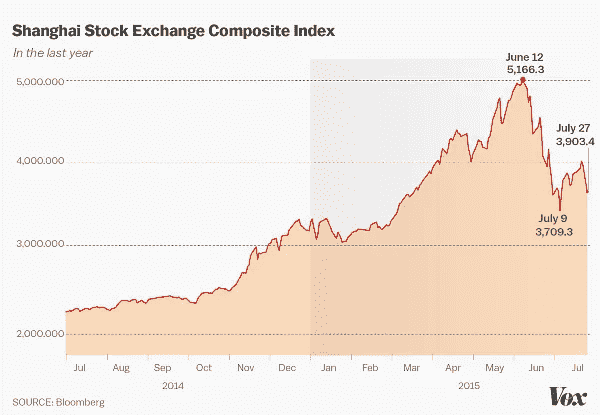 Shanghai Stock Exchange Composite Index
In the last year
June 12
5,166.3
5,000.000
July 27
3,903.4
4,000.000
July 9
3,709.3
3,000.000
2,000.000
Jul Aug Sep Oct Nov Dec Jan Feb Mar Apr May Jun Jul
2014 2015
SOURCE: Bloomberg
Vox